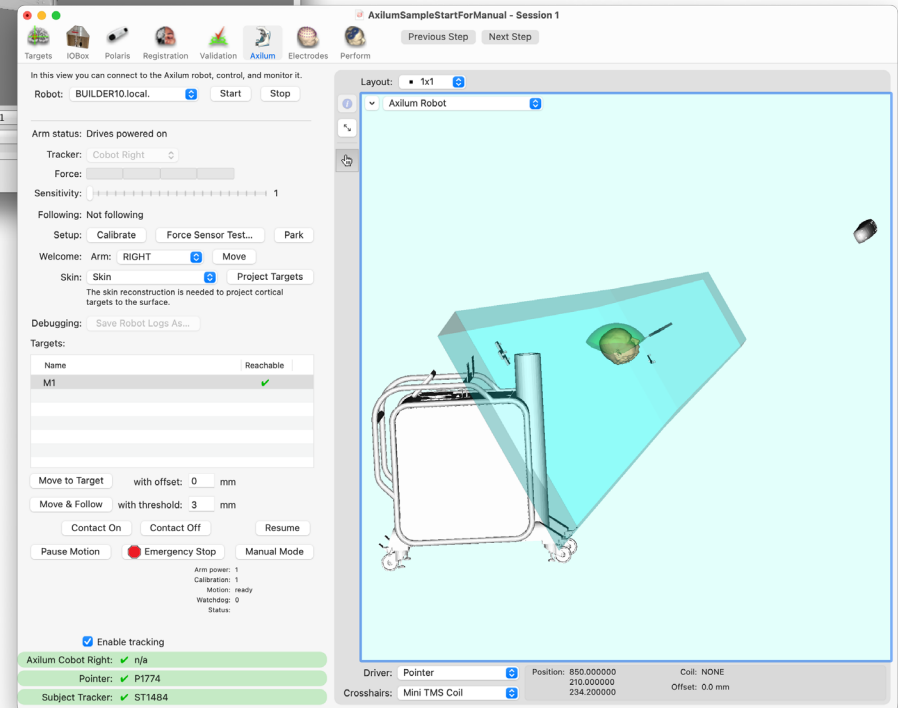 AxilumSampleStartForManual - Session 1
Targets IOBox Polaris Registration Validation Axilum Electrodes Perform
Previous Step Next Step
In this view you can connect to the Axilum robot, control, and monitor it.
Robot: BUILDER10.local. Start Stop
Arm status: Drives powered on
Tracker: Cobot Right
Force:
Sensitivity: 1
Following: Not following
Setup: Calibrate Force Sensor Test... Park
Welcome: Arm: RIGHT Move
Skin: Skin Project Targets
The skin reconstruction is needed to project cortical
targets to the surface.
Debugging: Save Robot Logs As...
Targets:
Name Reachable
M1 ✔
Move to Target with offset: 0 mm
Move & Follow with threshold: 3 mm
Contact On Contact Off Resume
Pause Motion Emergency Stop Manual Mode
Arm power: 1
Calibration: 1
Motion: ready
Watchdog: 0
Status:
Enable tracking
Axilum Cobot Right: ✔ n/a
Pointer: ✔ P1774
Subject Tracker: ✔ ST1484
Layout: 1x1
Axilum Robot
Driver: Pointer
Crosshairs: Mini TMS Coil
Position: 850.000000
210.000000
234.200000
Coil: NONE
Offset: 0.0 mm
1